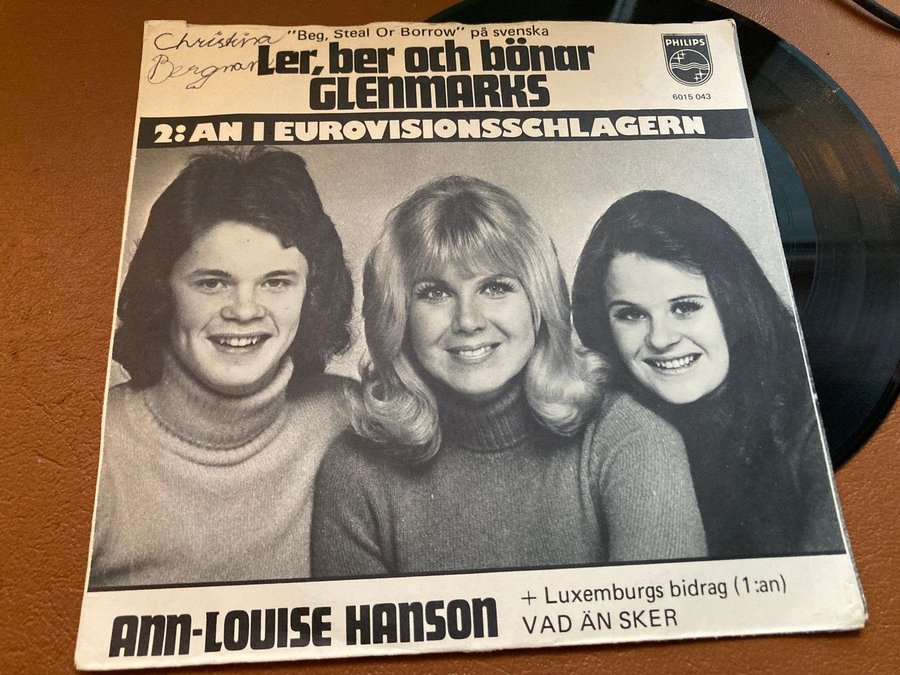 Christina
Bergman
"Beg, Steal Or Borrow" på svenska
Ler, ber och bönar
GLENMARKS
PHILIPS
6015 043
2:AN I EUROVISIONSSCHLAGERN
ANN-LOUISE HANSON
+ Luxemburgs bidrag (1:an)
VAD ÄN SKER